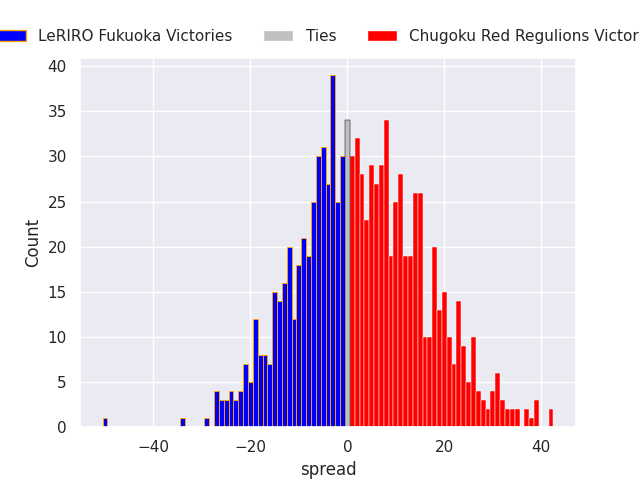 LeRIRO Fukuoka Victories Ties Chugoku Red Regulions Victor
40
35
30
25
20
15
10
5
0
Count
−40 −20 0 20 40
spread